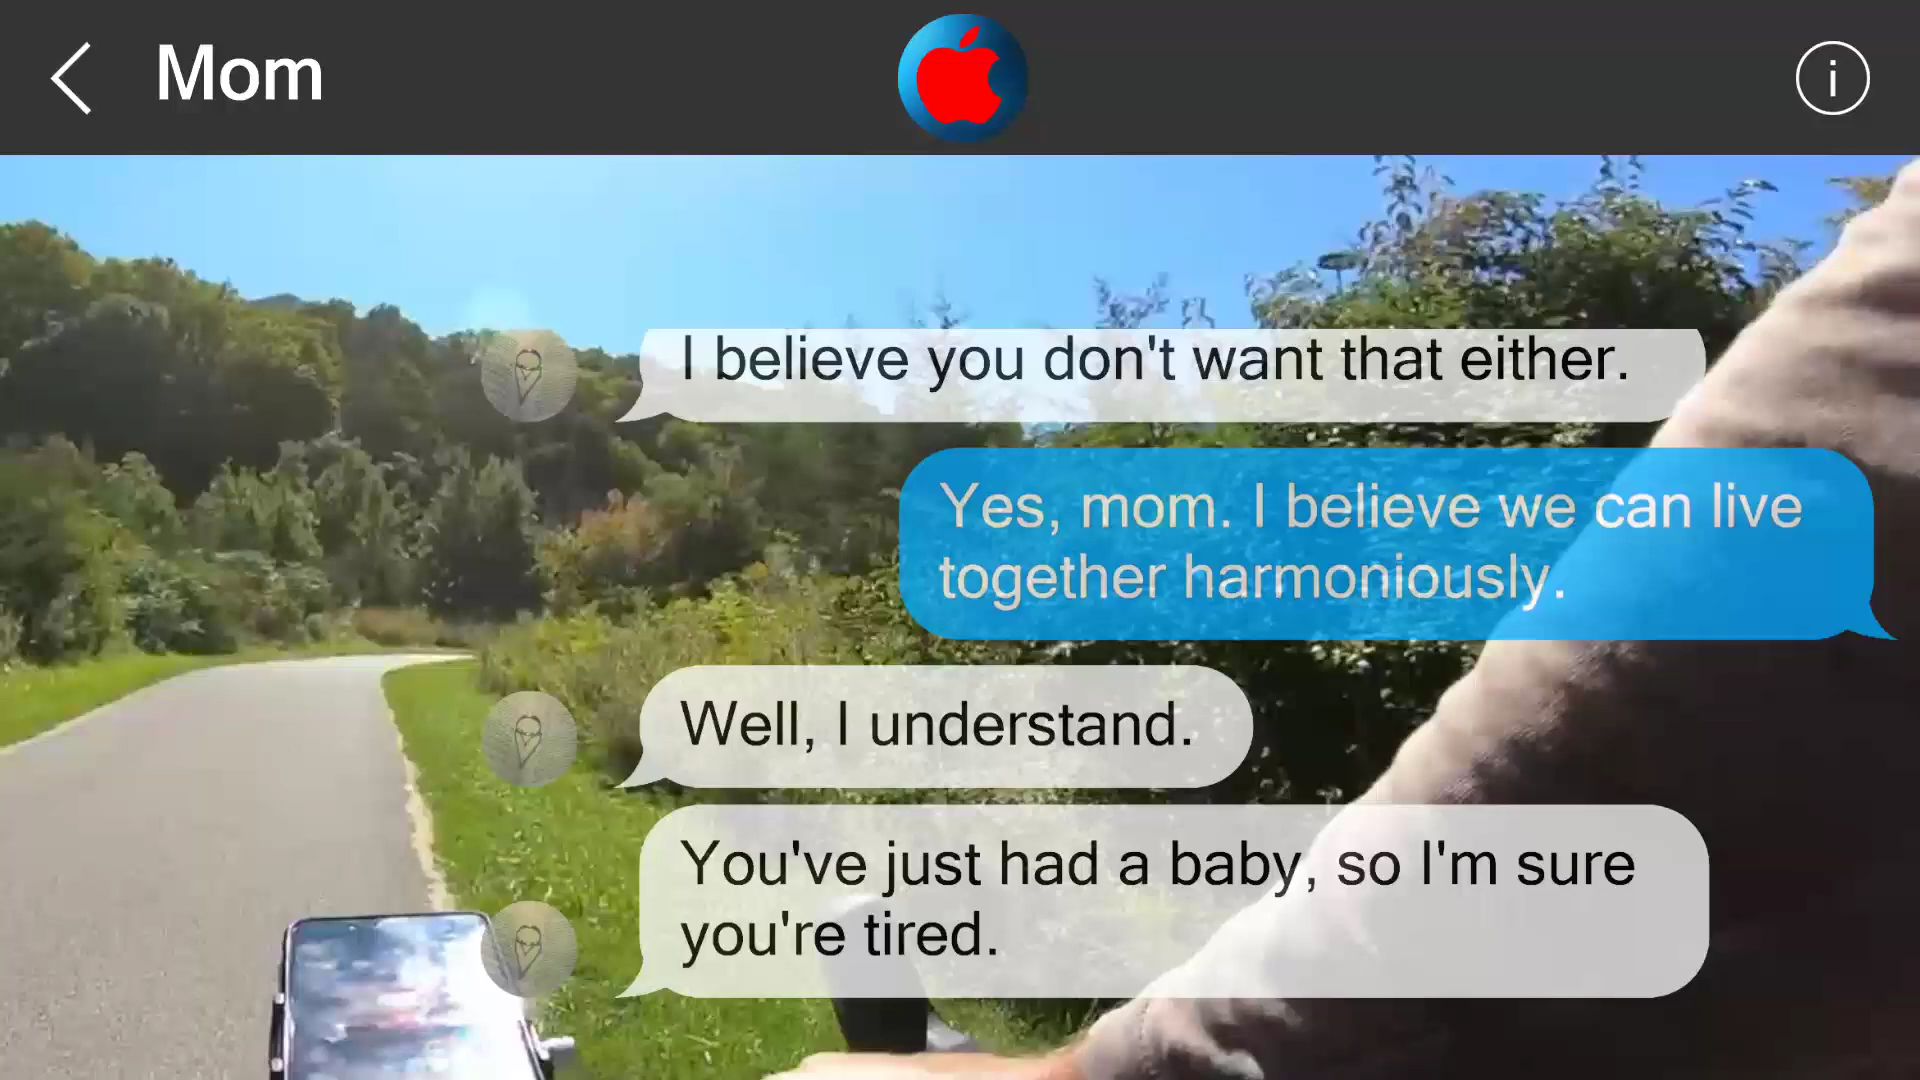 Mom
i
I believe you don't want that either.
Yes, mom. I believe we can live
together harmoniously.
Well, I understand.
You've just had a baby, so I'm sure
you're tired.